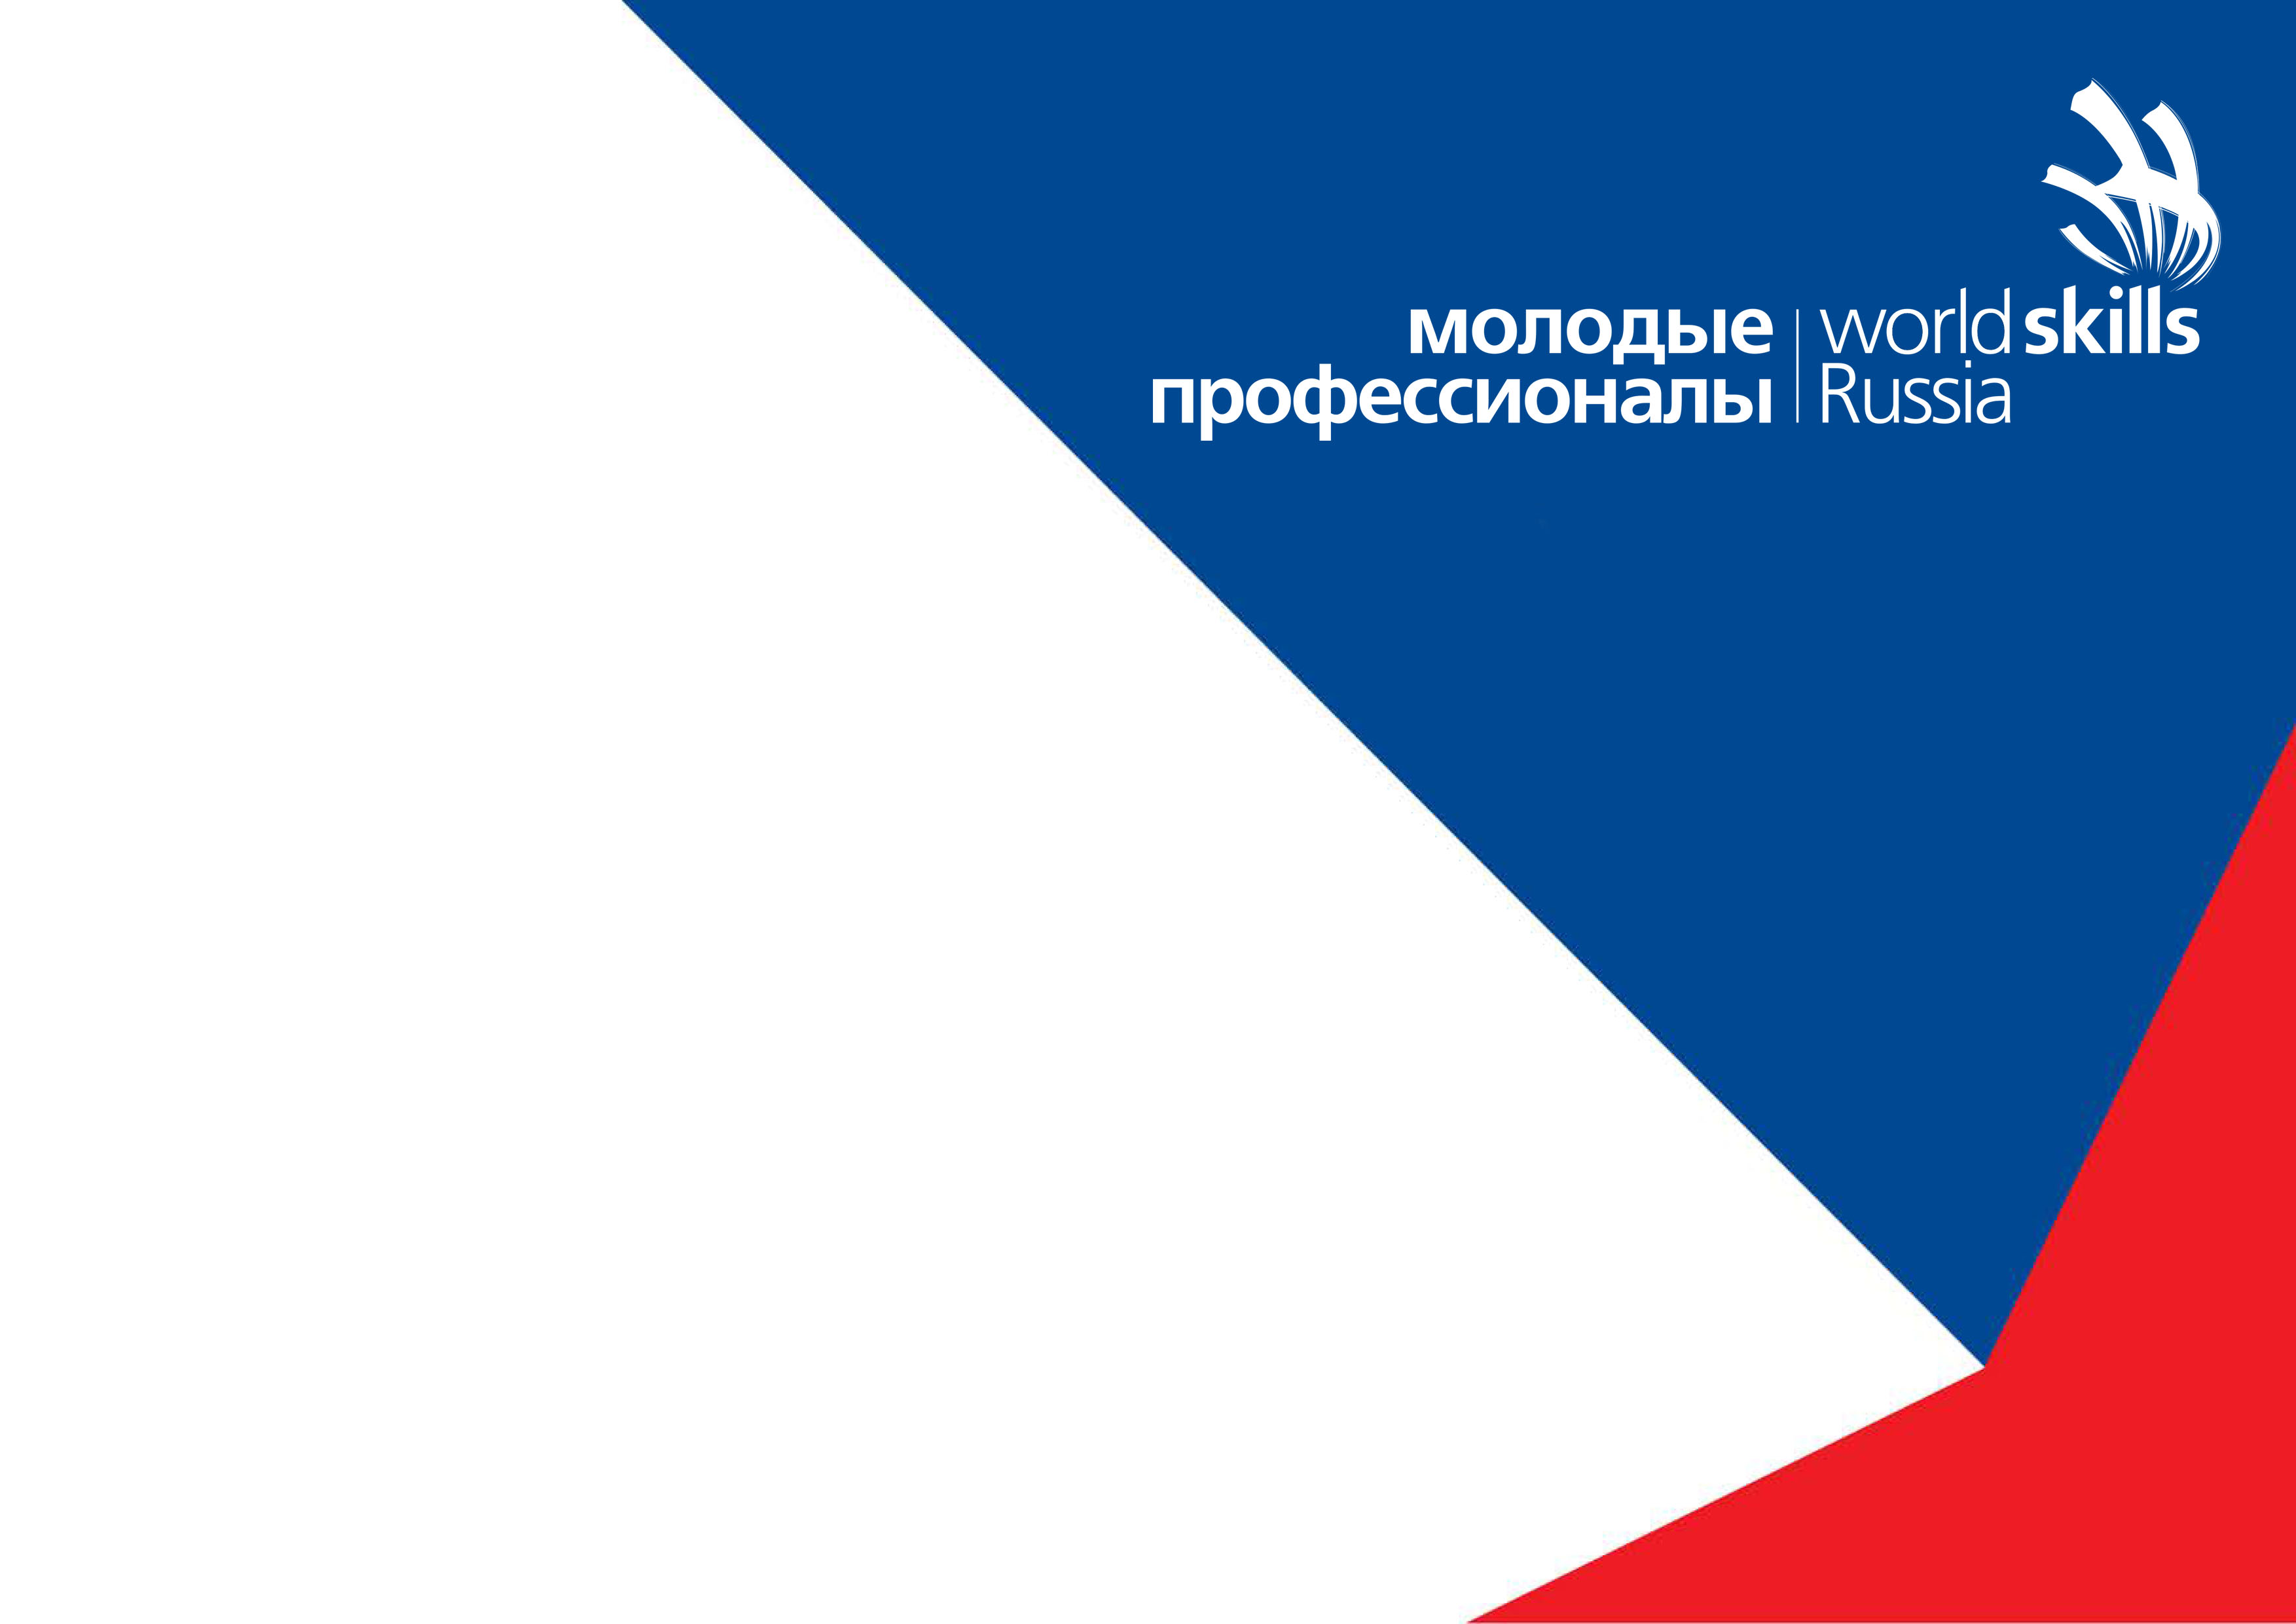 молодые
профессионалы
world skills
Russia